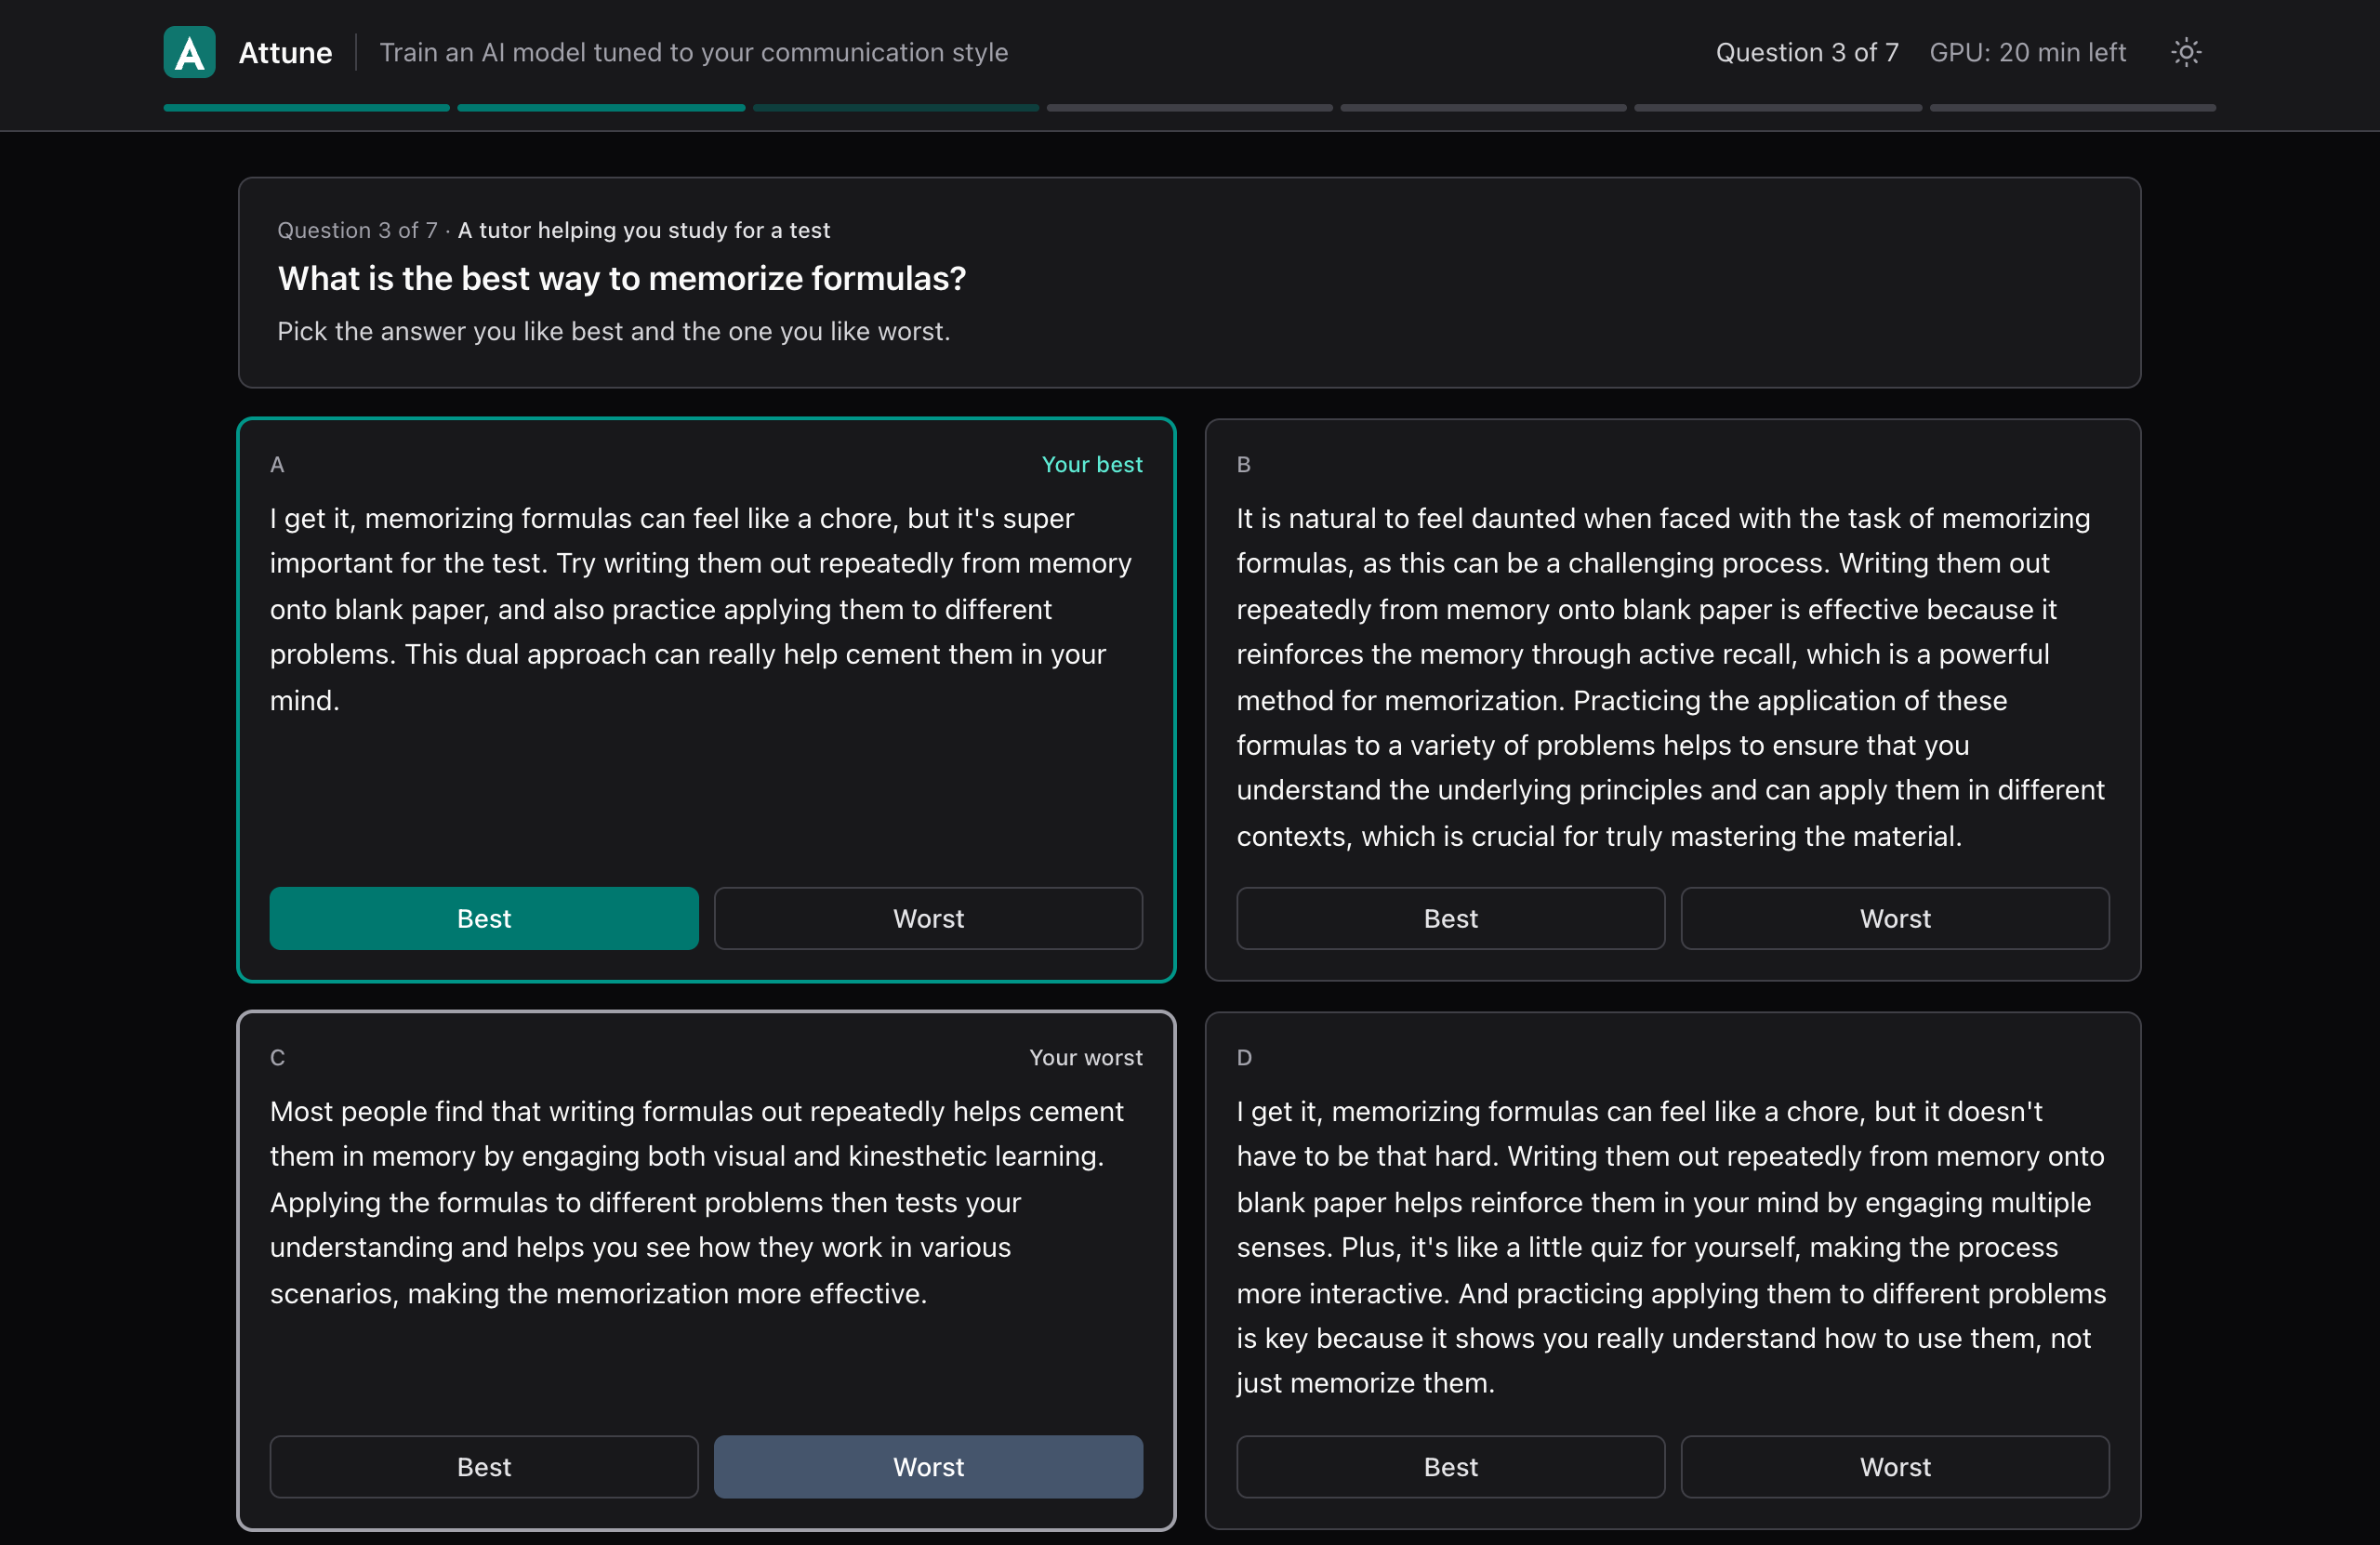 A Attune Train an AI model tuned to your communication style Question 3 of 7 GPU: 20 min left
Question 3 of 7 · A tutor helping you study for a test
What is the best way to memorize formulas?
Pick the answer you like best and the one you like worst.
A Your best
I get it, memorizing formulas can feel like a chore, but it's super
important for the test. Try writing them out repeatedly from memory
onto blank paper, and also practice applying them to different
problems. This dual approach can really help cement them in your
mind.
Best Worst
B
It is natural to feel daunted when faced with the task of memorizing
formulas, as this can be a challenging process. Writing them out
repeatedly from memory onto blank paper is effective because it
reinforces the memory through active recall, which is a powerful
method for memorization. Practicing the application of these
formulas to a variety of problems helps to ensure that you
understand the underlying principles and can apply them in different
contexts, which is crucial for truly mastering the material.
Best Worst
C Your worst
Most people find that writing formulas out repeatedly helps cement
them in memory by engaging both visual and kinesthetic learning.
Applying the formulas to different problems then tests your
understanding and helps you see how they work in various
scenarios, making the memorization more effective.
Best Worst
D
I get it, memorizing formulas can feel like a chore, but it doesn't
have to be that hard. Writing them out repeatedly from memory onto
blank paper helps reinforce them in your mind by engaging multiple
senses. Plus, it's like a little quiz for yourself, making the process
more interactive. And practicing applying them to different problems
is key because it shows you really understand how to use them, not
just memorize them.
Best Worst